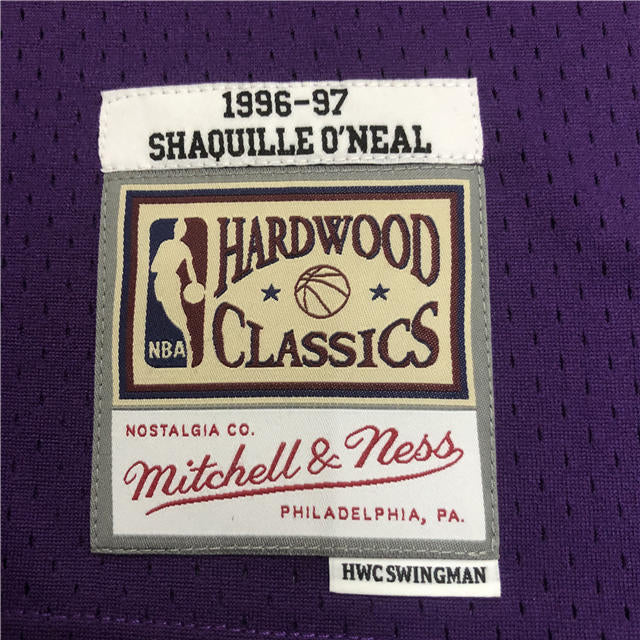 1996-97
SHAQUILLE O'NEAL
HARDWOOD
NBA
CLASSICS
NOSTALGIA CO.
Mitchell & Ness
PHILADELPHIA, PA.
HWC SWINGMAN